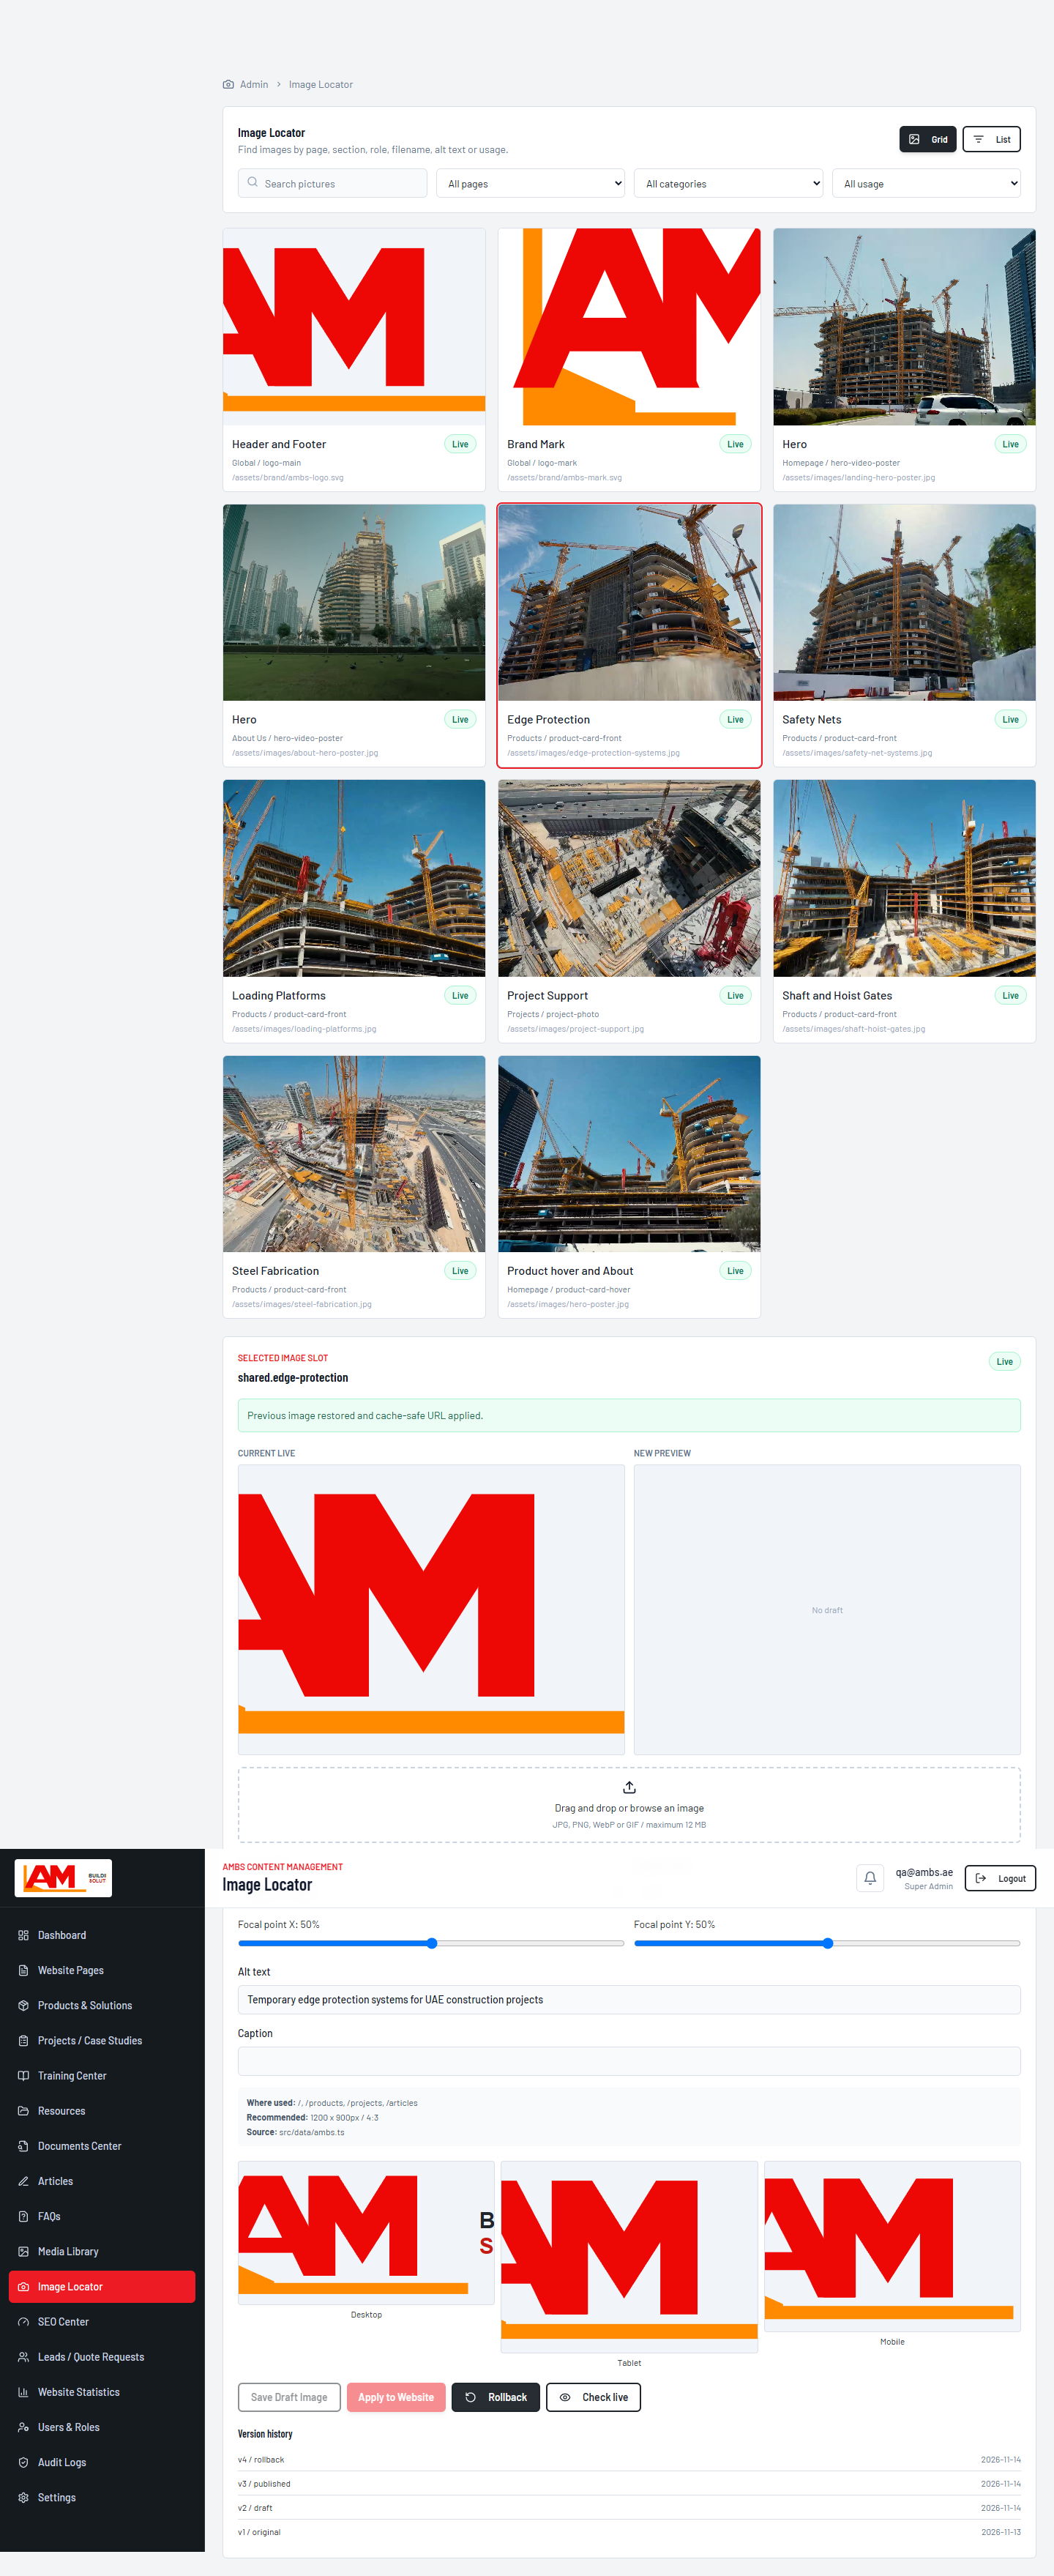 Admin > Image Locator
Image Locator
Find images by page, section, role, filename, alt text or usage.
Grid
List
Search pictures
All pages
All categories
All usage
AM
AM
Header and Footer
Live
Global / logo-main
/assets/brand/ambs-logo.svg
Brand Mark
Live
Global / logo-mark
/assets/brand/ambs-mark.svg
Hero
Live
Homepage / hero-video-poster
/assets/images/landing-hero-poster.jpg
Hero
Live
About Us / hero-video-poster
/assets/images/about-hero-poster.jpg
Edge Protection
Live
Products / product-card-front
/assets/images/edge-protection-systems.jpg
Safety Nets
Live
Products / product-card-front
/assets/images/safety-net-systems.jpg
Loading Platforms
Live
Products / product-card-front
/assets/images/loading-platforms.jpg
Project Support
Live
Projects / project-photo
/assets/images/project-support.jpg
Shaft and Hoist Gates
Live
Products / product-card-front
/assets/images/shaft-hoist-gates.jpg
Steel Fabrication
Live
Products / product-card-front
/assets/images/steel-fabrication.jpg
Product hover and About
Live
Homepage / product-card-hover
/assets/images/hero-poster.jpg
SELECTED IMAGE SLOT
Live
shared.edge-protection
Previous image restored and cache-safe URL applied.
CURRENT LIVE
NEW PREVIEW
AM
No draft
Drag and drop or browse an image
JPG, PNG, WebP or GIF / maximum 12 MB
AM
BUILDI
SOLUT
AMBS CONTENT MANAGEMENT
Image Locator
qa@ambs.ae
Super Admin
Logout
Dashboard
Website Pages
Products & Solutions
Projects / Case Studies
Training Center
Resources
Documents Center
Articles
FAQs
Media Library
Image Locator
SEO Center
Leads / Quote Requests
Website Statistics
Users & Roles
Audit Logs
Settings
Focal point X: 50%
Focal point Y: 50%
Alt text
Temporary edge protection systems for UAE construction projects
Caption
Where used: /, /products, /projects, /articles
Recommended: 1200 x 900px / 4:3
Source: src/data/ambs.ts
AM
B
S
AM
AM
Desktop
Tablet
Mobile
Save Draft Image
Apply to Website
Rollback
Check live
Version history
v4 / rollback
2026-11-14
v3 / published
2026-11-14
v2 / draft
2026-11-14
v1 / original
2026-11-13